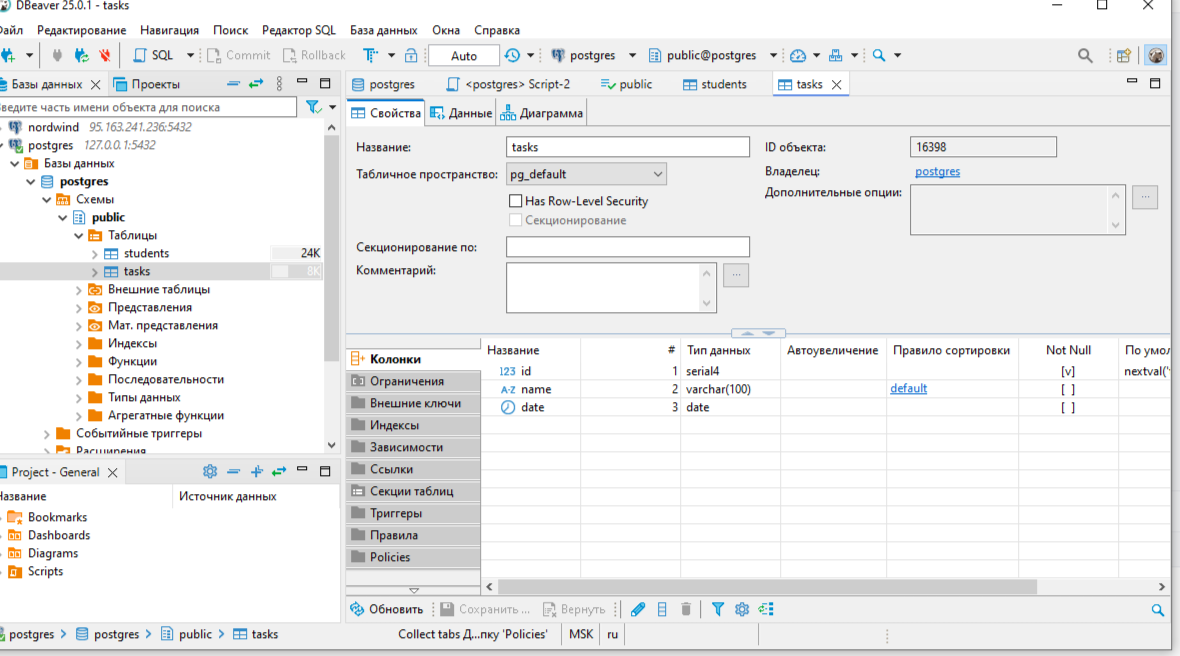 DBeaver 25.0.1 - tasks
Файл Редактирование Навигация Поиск Редактор SQL База данных Окна Справка
SQL Commit Rollback Auto postgres public@postgres
Базы данных Проекты
postgres <postgres> Script-2 public students tasks
Введите часть имени объекта для поиска
nordwind 95.163.241.236:5432
postgres 127.0.0.1:5432
Базы данных
postgres
Схемы
public
Таблицы
students 24K
tasks 8K
Внешние таблицы
Представления
Мат. представления
Индексы
Функции
Последовательности
Типы данных
Агрегатные функции
Событийные триггеры
Расширения
Project - General
Название Источник данных
Bookmarks
Dashboards
Diagrams
Scripts
Свойства Данные Диаграмма
Название: tasks
Табличное пространство: pg_default
Has Row-Level Security
Секционирование
Секционирование по:
Комментарий:
...
ID объекта: 16398
Владелец: postgres
Дополнительные опции:
...
Колонки
Ограничения
Внешние ключи
Индексы
Зависимости
Ссылки
Секции таблиц
Триггеры
Правила
Policies
Название # Тип данных Автоувеличение Правило сортировки Not Null По умол
123 id 1 serial4 [v] nextval('
A-Z name 2 varchar(100) default [ ]
date 3 date [ ]
Обновить Сохранить ... Вернуть
postgres postgres public tasks
Collect tabs Д...пку 'Policies' MSK ru